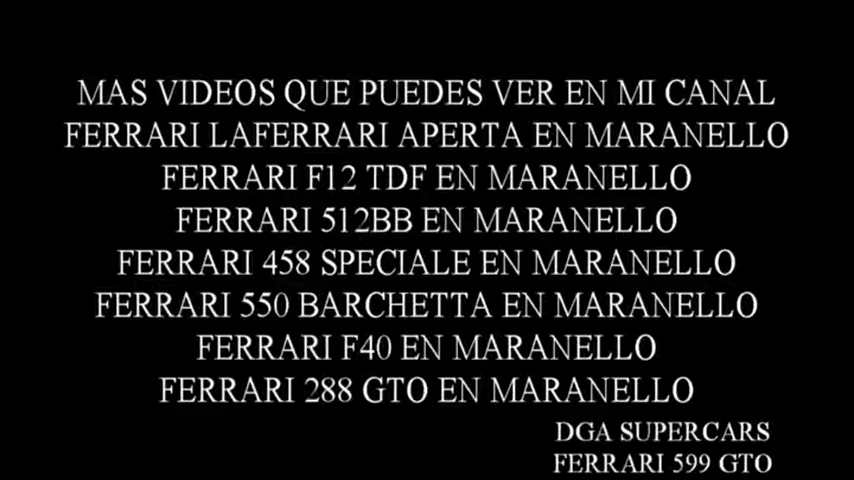 MAS VIDEOS QUE PUEDES VER EN MI CANAL
FERRARI LAFERRARI APERTA EN MARANELLO
FERRARI F12 TDF EN MARANELLO
FERRARI 512BB EN MARANELLO
FERRARI 458 SPECIALE EN MARANELLO
FERRARI 550 BARCHETTA EN MARANELLO
FERRARI F40 EN MARANELLO
FERRARI 288 GTO EN MARANELLO
DGA SUPERCARS
FERRARI 599 GTO